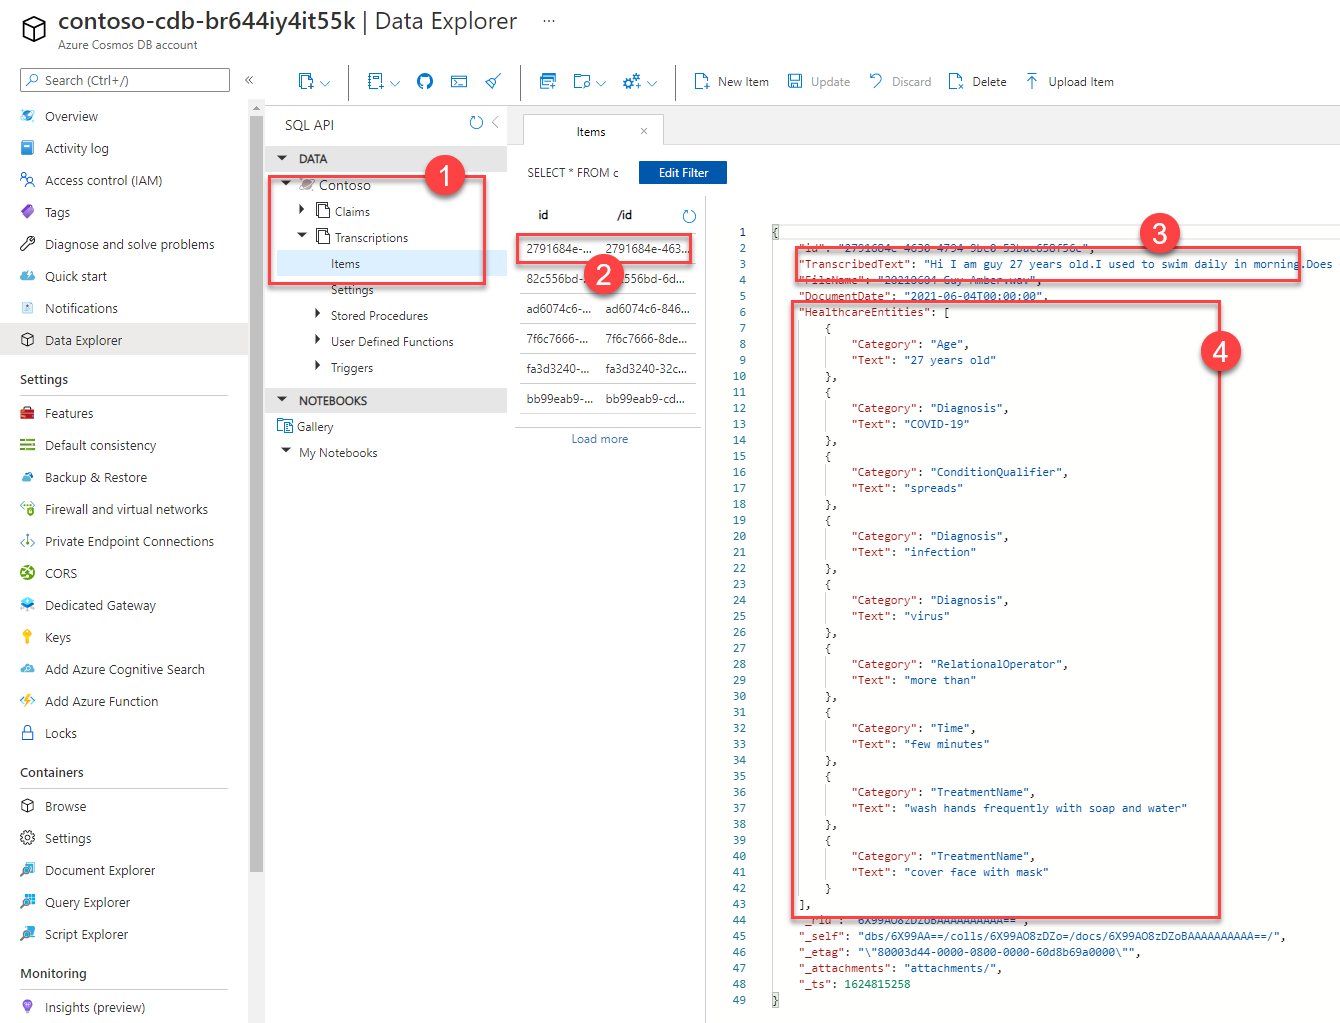 contoso-cdb-br644iy4it55k | Data Explorer ...
Azure Cosmos DB account
Search (Ctrl+/)
«
Overview
Activity log
Access control (IAM)
Tags
Diagnose and solve problems
Quick start
Notifications
Data Explorer
Settings
Features
Default consistency
Backup & Restore
Firewall and virtual networks
Private Endpoint Connections
CORS
Dedicated Gateway
Keys
Add Azure Cognitive Search
Add Azure Function
Locks
Containers
Browse
Settings
Document Explorer
Query Explorer
Script Explorer
Monitoring
Insights (preview)
New Item
Update
Discard
Delete
Upload Item
SQL API
DATA
Contoso
1
Claims
Transcriptions
Items
Settings
Stored Procedures
User Defined Functions
Triggers
NOTEBOOKS
Gallery
My Notebooks
Items
SELECT * FROM c
Edit Filter
id /id
2791684e-... 2791684e-463...
2
82c556bd-
ad6074c6-... ad6074c6-846...
7f6c7666-... 7f6c7666-8de...
fa3d3240-... fa3d3240-32c...
bb99eab9-... bb99eab9-cd...
Load more
3
4
1 {
2 "id":
3 "TranscribedText": "Hi I am guy 27 years old.I used to swim daily in morning.Does
4 "FileName": "20210604 Guy Amber.wav",
5 "DocumentDate": "2021-06-04T00:00:00",
6 "HealthcareEntities": [
7 {
8 "Category": "Age",
9 "Text": "27 years old"
10 },
11 {
12 "Category": "Diagnosis",
13 "Text": "COVID-19"
14 },
15 {
16 "Category": "ConditionQualifier",
17 "Text": "spreads"
18 },
19 {
20 "Category": "Diagnosis",
21 "Text": "infection"
22 },
23 {
24 "Category": "Diagnosis",
25 "Text": "virus"
26 },
27 {
28 "Category": "RelationalOperator",
29 "Text": "more than"
30 },
31 {
32 "Category": "Time",
33 "Text": "few minutes"
34 },
35 {
36 "Category": "TreatmentName",
37 "Text": "wash hands frequently with soap and water"
38 },
39 {
40 "Category": "TreatmentName",
41 "Text": "cover face with mask"
42 }
43 ],
44 "_rid":
45 "_self": "dbs/6X99AA==/colls/6X99AO8zDZo=/docs/6X99AO8zDZoBAAAAAAAAAA==/",
46 "_etag": "\"80003d44-0000-0800-0000-60d8b69a0000\"",
47 "_attachments": "attachments/",
48 "_ts": 1624815258
49 }